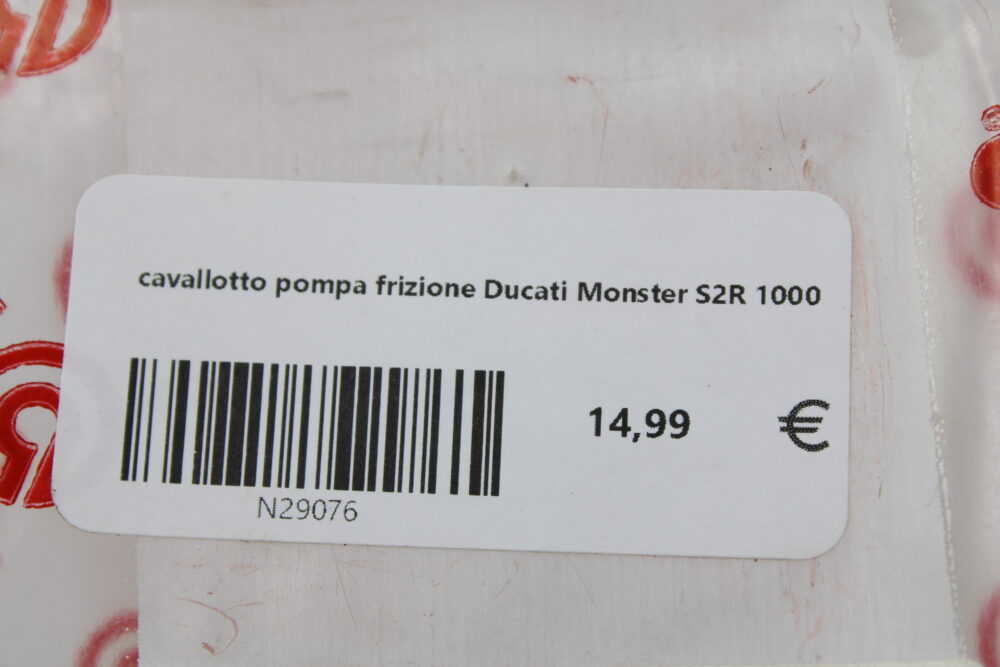 cavallotto pompa frizione Ducati Monster S2R 1000
14,99 €
N29076